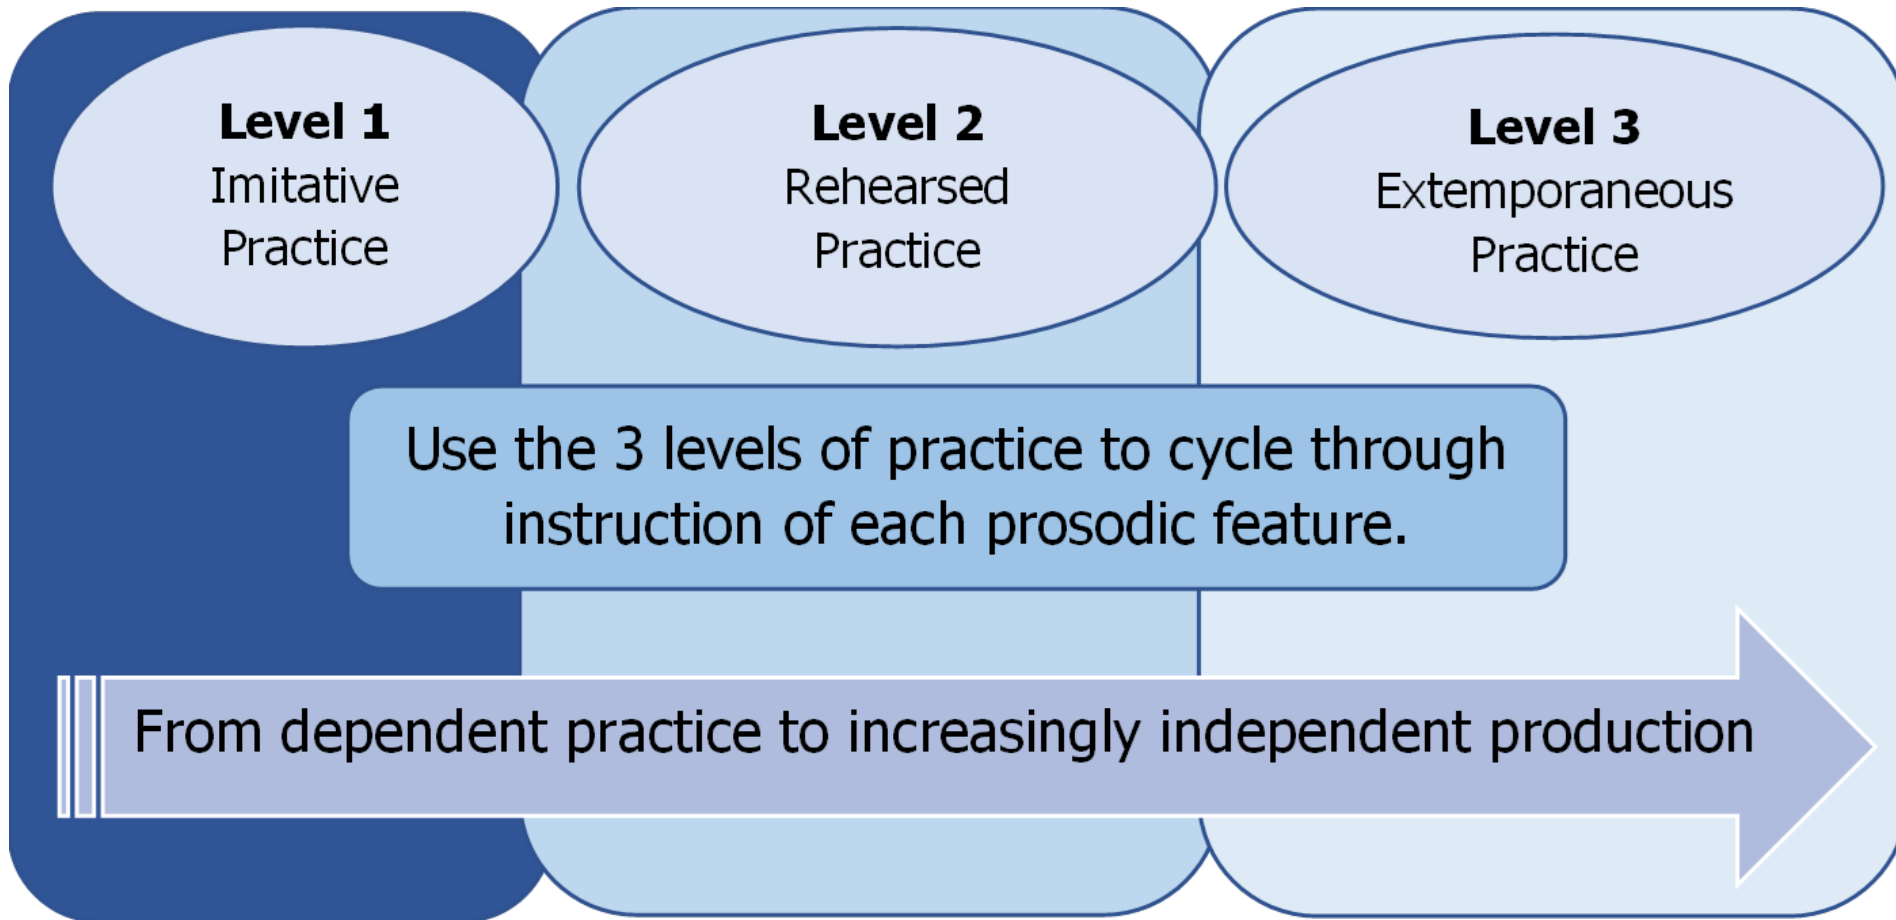 Level 1
Imitative
Practice
Level 2
Rehearsed
Practice
Level 3
Extemporaneous
Practice
Use the 3 levels of practice to cycle through
instruction of each prosodic feature.
From dependent practice to increasingly independent production